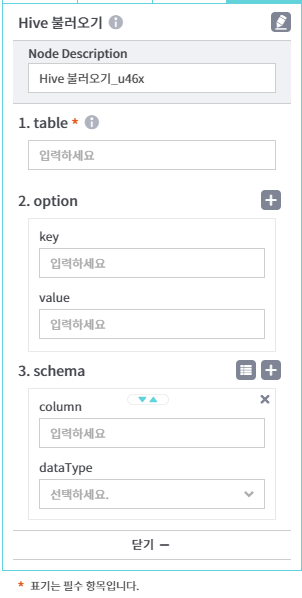 Hive 불러오기
Node Description
Hive 불러오기_u46x
1. table *
입력하세요
2. option
key
입력하세요
value
입력하세요
3. schema
column
입력하세요
dataType
선택하세요.
닫기
* 표기는 필수 항목입니다.